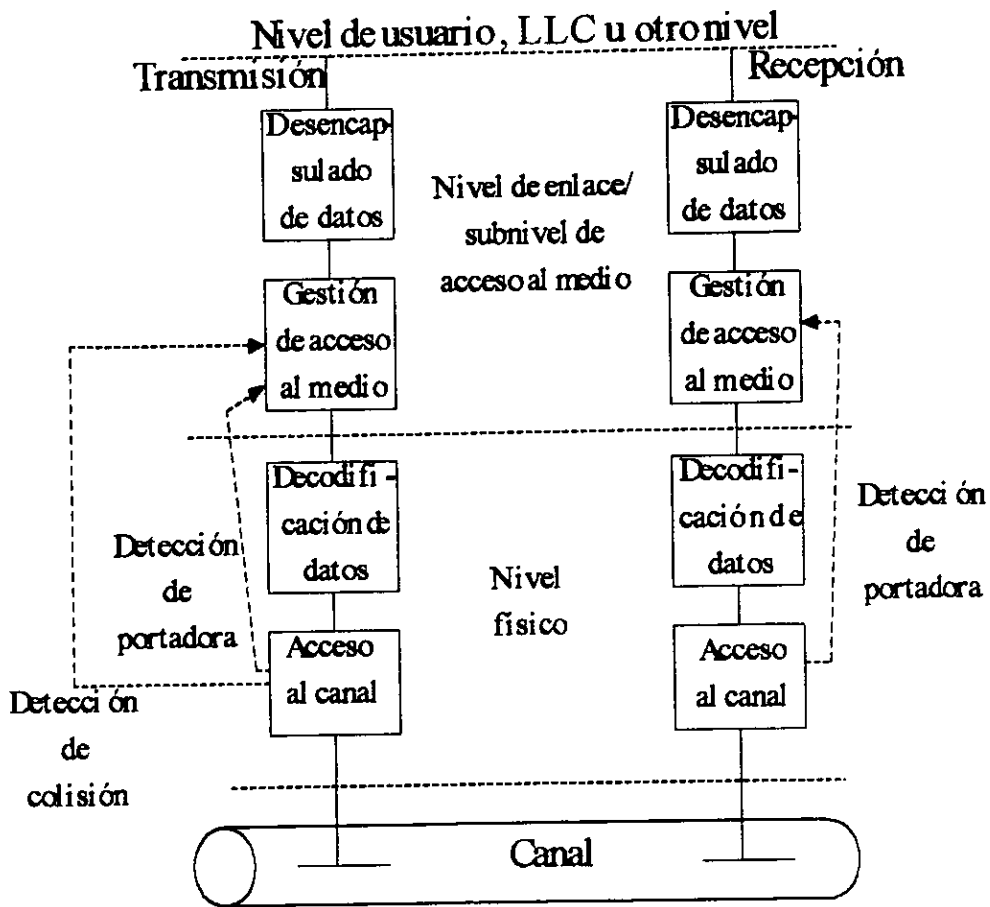 Nivel de usuario, LLC u otro nivel
Transmisión
Recepción
Desencap-
sulado
de datos
Desencap-
sulado
de datos
Nivel de enlace/
subnivel de
acceso al medio
Gestión
de acceso
al medio
Gestión
de acceso
al medio
Decodifi-
cación de
datos
Decodifi-
cación de
datos
Detección
de
portadora
Detección
de
portadora
Nivel
físico
Acceso
al canal
Acceso
al canal
Detección
de
colisión
Canal